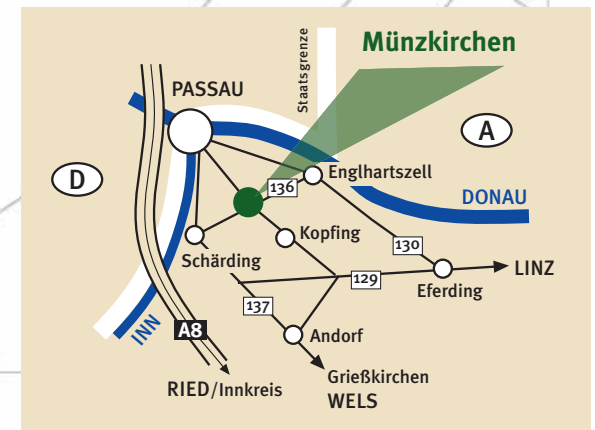 Münzkirchen
Staatsgrenze
PASSAU
A
D
Englhartszell
136
DONAU
Kopfing
130
Schärding
LINZ
129
Eferding
137
INN
A8
Andorf
Grießkirchen
RIED/Innkreis
WELS